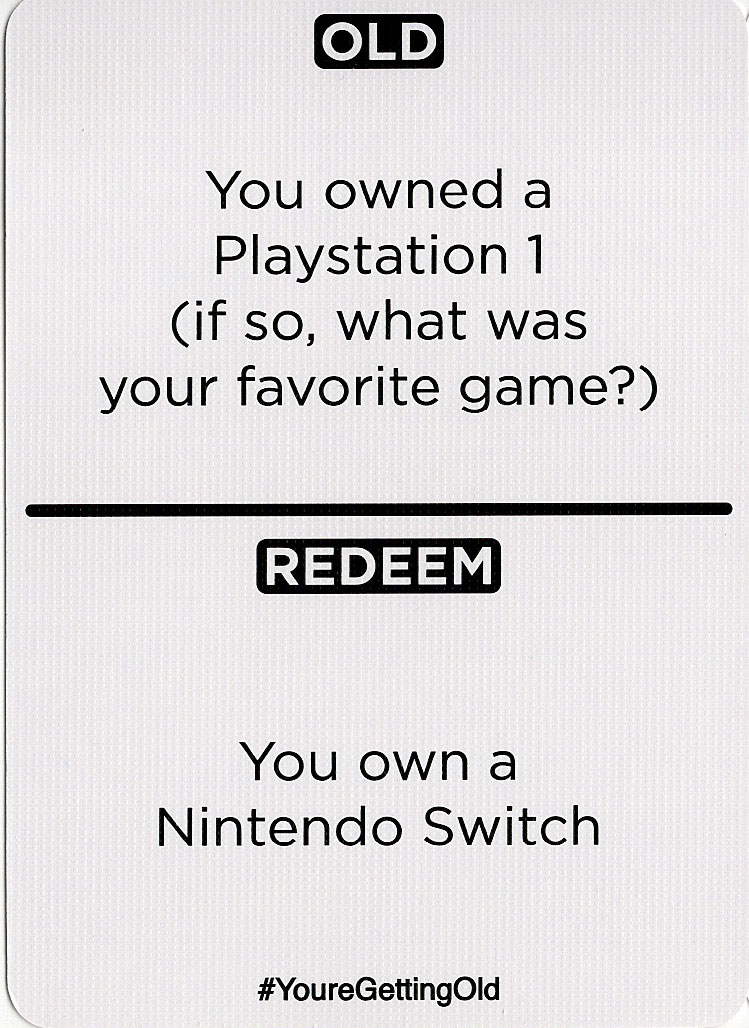 OLD
You owned a
Playstation 1
(if so, what was
your favorite game?)
REDEEM
You own a
Nintendo Switch
#YoureGettingOld